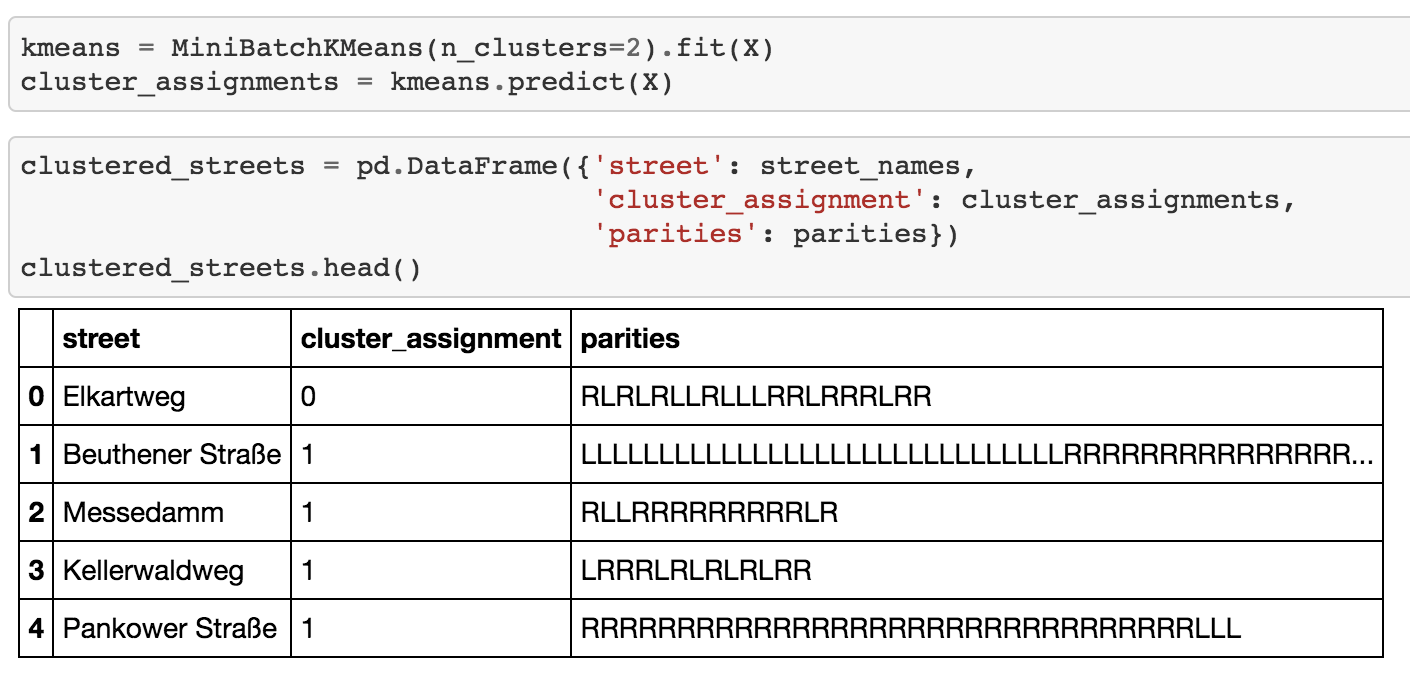 kmeans = MiniBatchKMeans(n_clusters=2).fit(X)
cluster_assignments = kmeans.predict(X)
clustered_streets = pd.DataFrame({'street': street_names,
'cluster_assignment': cluster_assignments,
'parities': parities})
clustered_streets.head()
street cluster_assignment parities
0 Elkartweg 0 RLRLRLLRLLLRRLRRRLRR
1 Beuthener Straße 1 LLLLLLLLLLLLLLLLLLLLLLLLLLLLLLLRRRRRRRRRRRRRRR...
2 Messedamm 1 RLLRRRRRRRRRLR
3 Kellerwaldweg 1 LRRRLRLRLRLRR
4 Pankower Straße 1 RRRRRRRRRRRRRRRRRRRRRRRRRRRRRRRRLLL